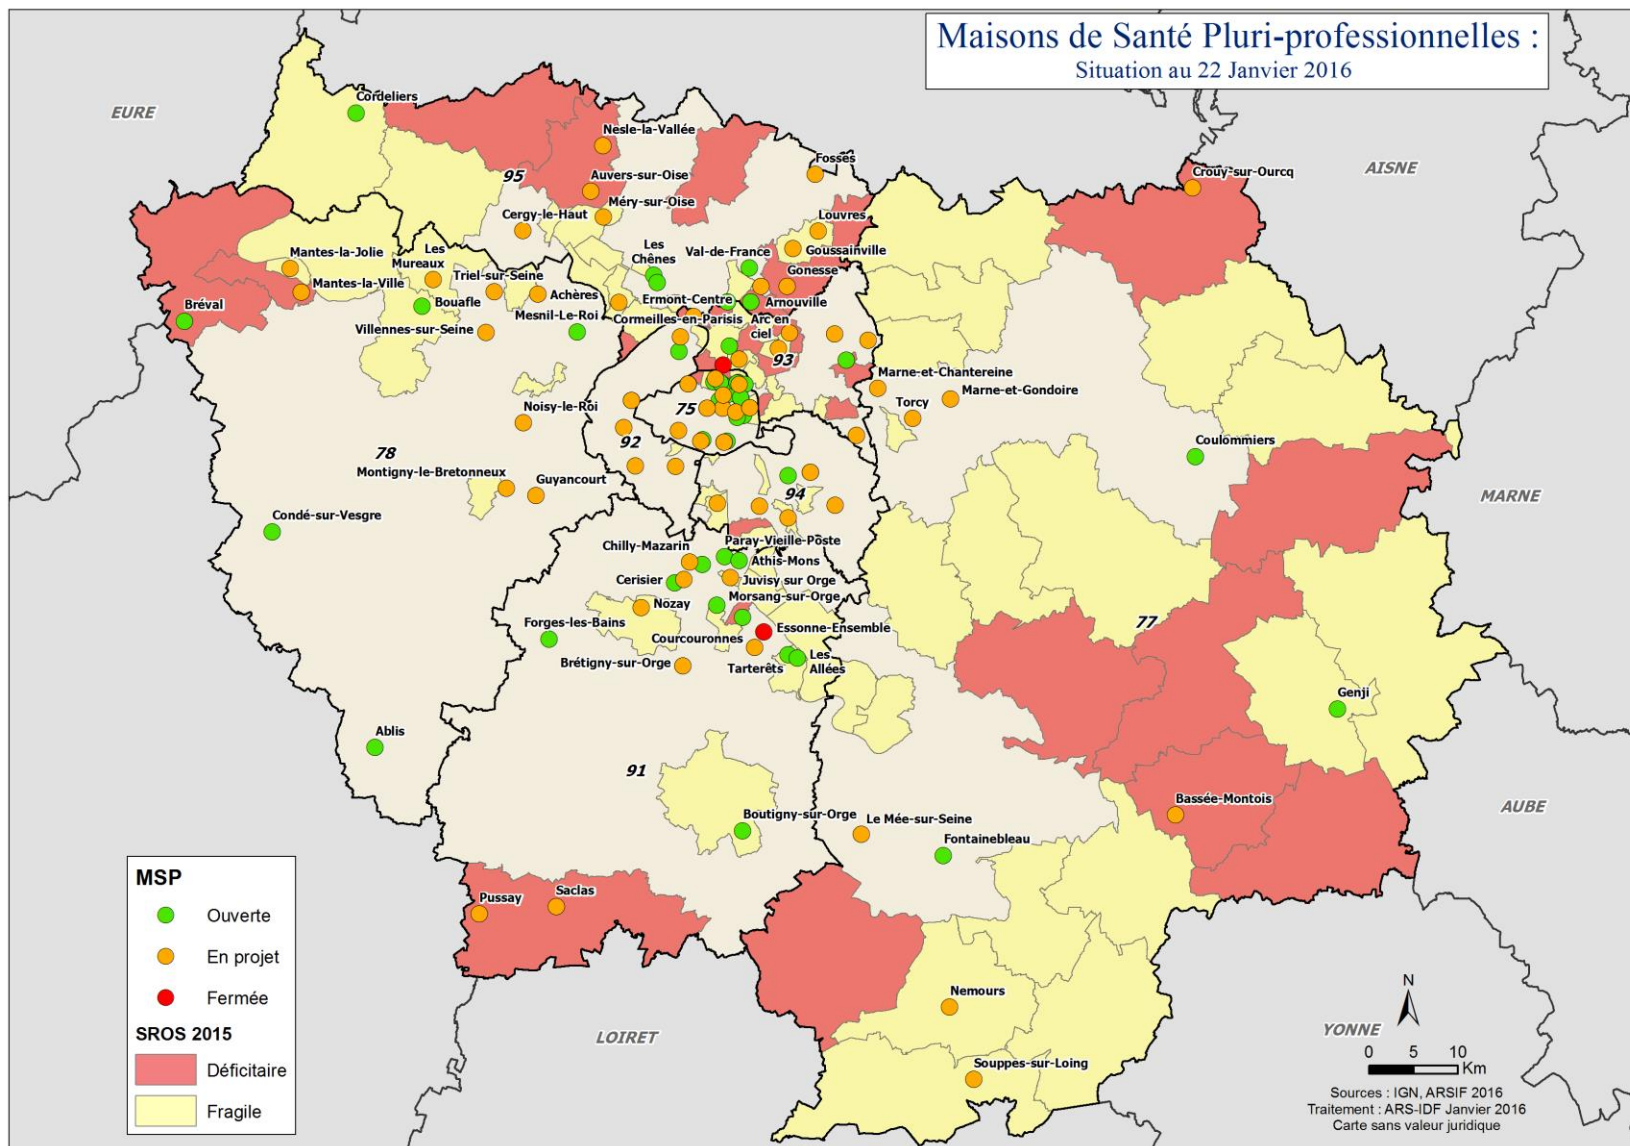 Maisons de Santé Pluri-professionnelles :
Situation au 22 Janvier 2016
EURE
Cordeliers
Nesle-la-Vallée
Fosses
AISNE
Crouy-sur-Ourcq
95
Auvers-sur-Oise
Méry-sur-Oise
Cergy-le-Haut
Louvres
Les
Chênes
Val-de-France
Goussainville
Mantes-la-Jolie
Les
Mureaux
Triel-sur-Seine
Gonesse
Mantes-la-Ville
Achères
Ermont-Centre
Arnouville
Bréval
Bouafle
Mesnil-Le-Roi
Cormeilles-en-Parisis
Arc en
ciel
Villennes-sur-Seine
93
Marne-et-Chantereine
Marne-et-Gondoire
Noisy-le-Roi
75
Torcy
92
78
Coulommiers
Montigny-le-Bretonneux
Guyancourt
94
MARNE
Condé-sur-Vesgre
Chilly-Mazarin
Paray-Vieille-Poste
Athis-Mons
Cerisier
Juvisy sur Orge
Nozay
Morsang-sur-Orge
Forges-les-Bains
Essonne-Ensemble
77
Courcouronnes
Brétigny-sur-Orge
Tarterêts
Les
Allées
Genji
Ablis
91
Bassée-Montois
AUBE
Boutigny-sur-Orge
Le Mée-sur-Seine
Fontainebleau
MSP
Ouverte
En projet
Fermée
SROS 2015
Déficitaire
Fragile
Pussay
Saclas
Nemours
LOIRET
YONNE
Souppes-sur-Loing
N
0 5 10
Km
Sources : IGN, ARSIF 2016
Traitement : ARS-IDF Janvier 2016
Carte sans valeur juridique